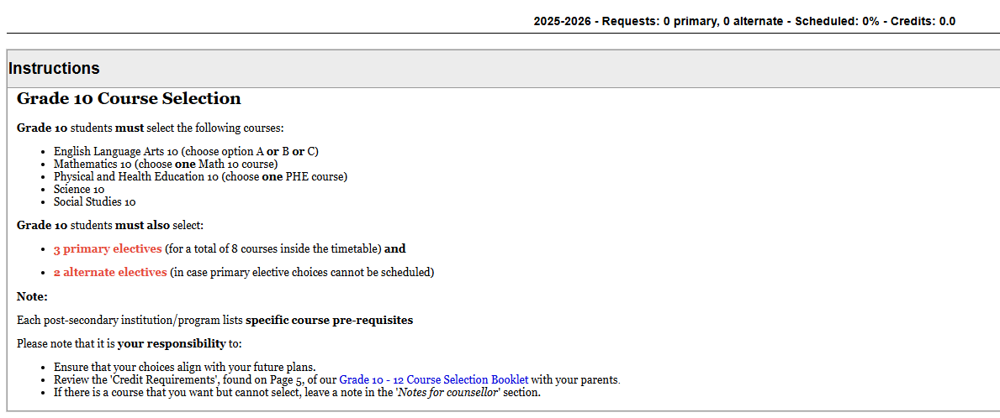 2025-2026 - Requests: 0 primary, 0 alternate - Scheduled: 0% - Credits: 0.0
Instructions
Grade 10 Course Selection
Grade 10 students must select the following courses:
• English Language Arts 10 (choose option A or B or C)
• Mathematics 10 (choose one Math 10 course)
• Physical and Health Education 10 (choose one PHE course)
• Science 10
• Social Studies 10
Grade 10 students must also select:
• 3 primary electives (for a total of 8 courses inside the timetable) and
• 2 alternate electives (in case primary elective choices cannot be scheduled)
Note:
Each post-secondary institution/program lists specific course pre-requisites
Please note that it is your responsibility to:
• Ensure that your choices align with your future plans.
• Review the 'Credit Requirements', found on Page 5, of our Grade 10 - 12 Course Selection Booklet with your parents.
• If there is a course that you want but cannot select, leave a note in the 'Notes for counsellor' section.